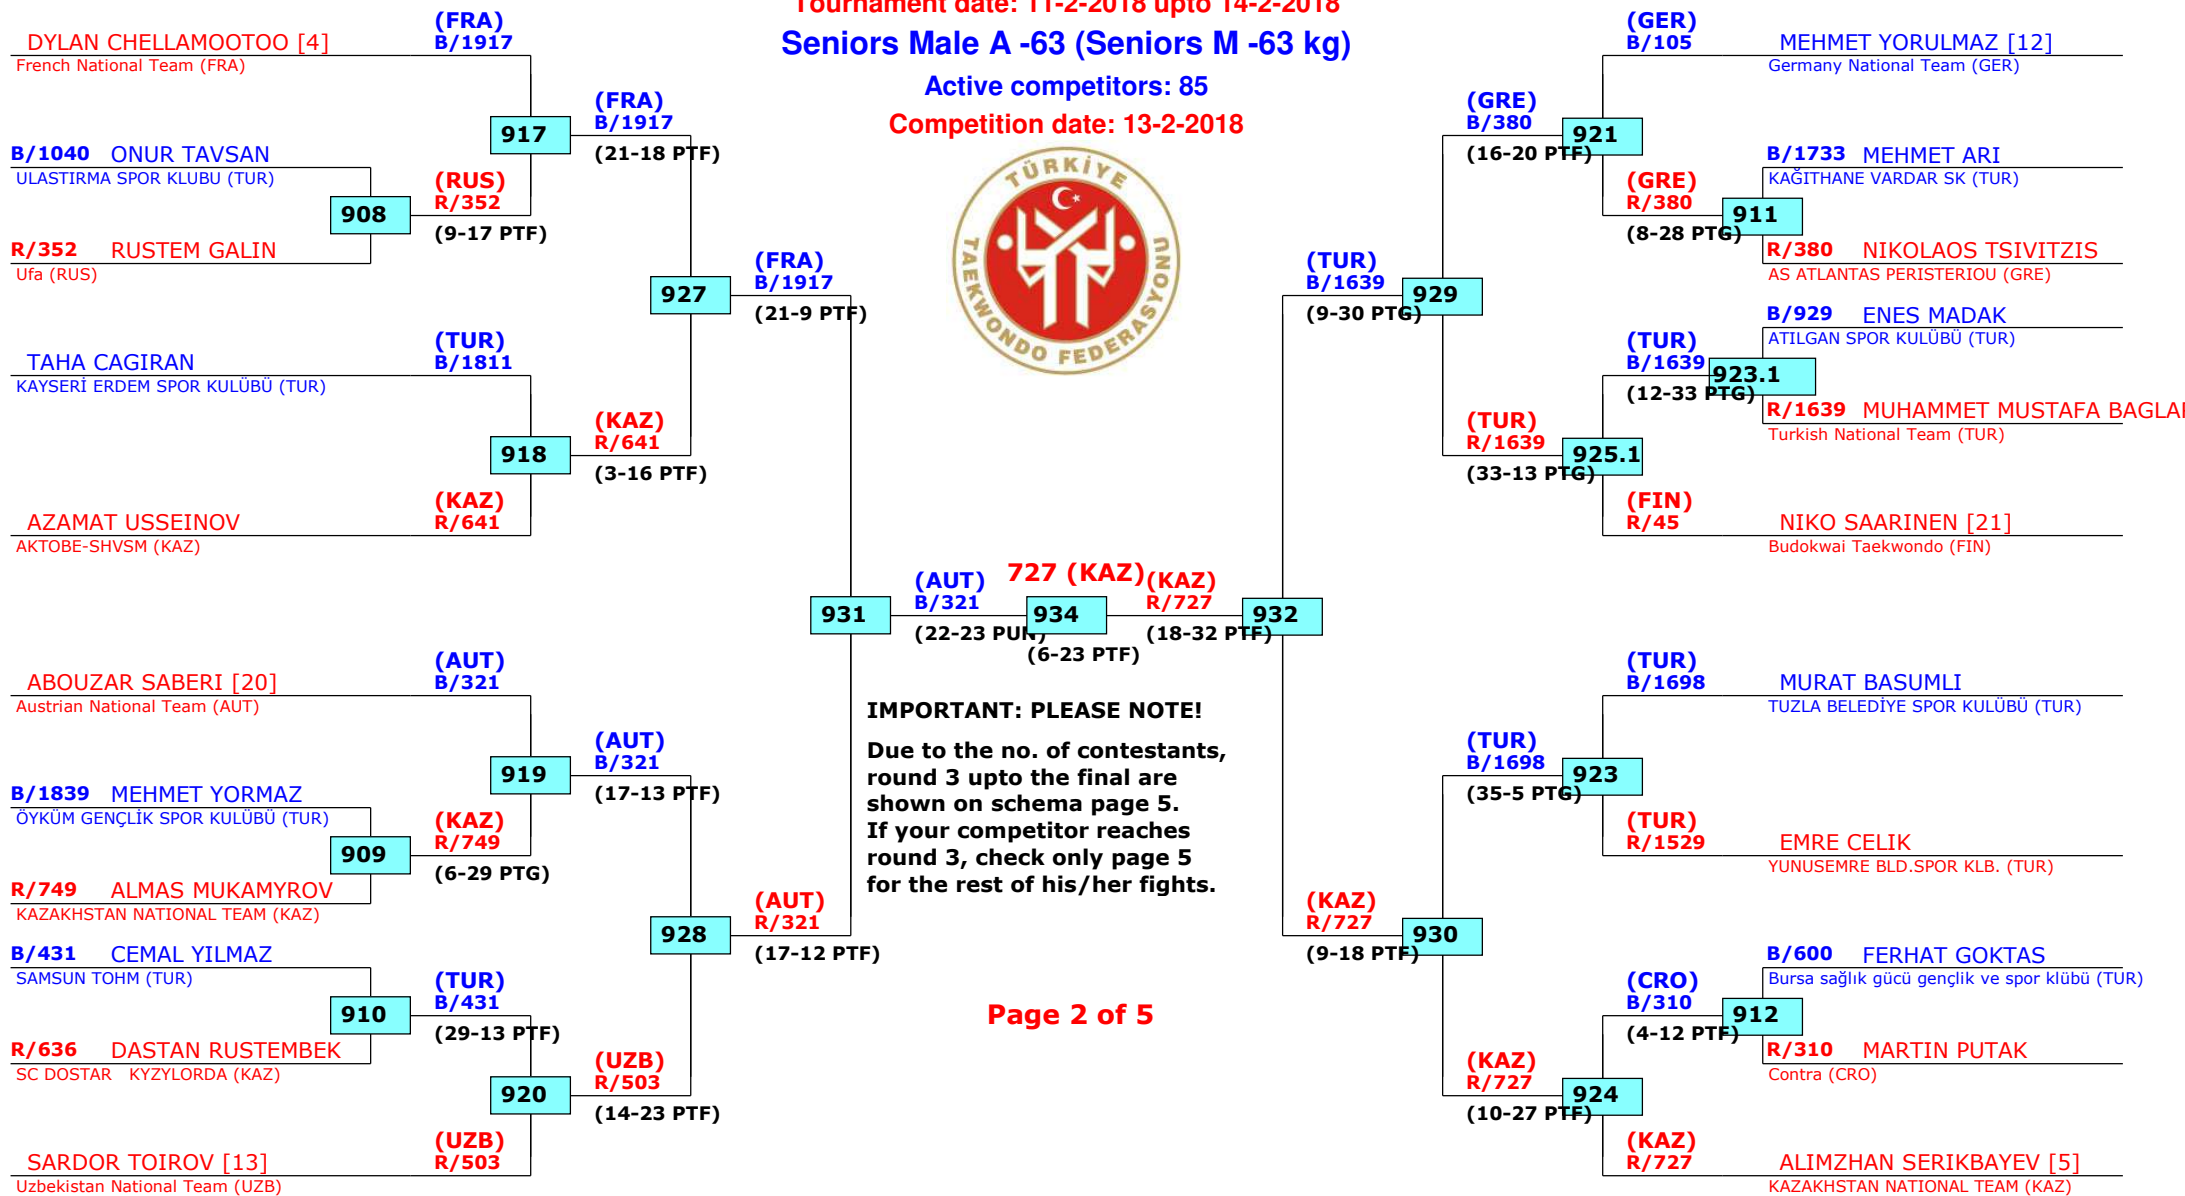 Tournament date: 11-2-2018 upto 14-2-2018
Seniors Male A -63 (Seniors M -63 kg)
Active competitors: 85
Competition date: 13-2-2018
TÜRKİYE
TAEKWONDO FEDERASYONU
DYLAN CHELLAMOOTOO [4]
French National Team (FRA)
(FRA)
B/1917
917
(FRA)
B/1917
(21-18 PTF)
B/1040 ONUR TAVSAN
ULASTIRMA SPOR KLUBU (TUR)
908
(RUS)
R/352
(9-17 PTF)
R/352 RUSTEM GALIN
Ufa (RUS)
927
(FRA)
B/1917
(21-9 PTF)
TAHA CAGIRAN
KAYSERİ ERDEM SPOR KULÜBÜ (TUR)
(TUR)
B/1811
918
(KAZ)
R/641
(3-16 PTF)
AZAMAT USSEINOV
AKTOBE-SHVSM (KAZ)
(KAZ)
R/641
931
(AUT)
B/321
(22-23 PUN)
727 (KAZ)
934
(6-23 PTF)
(KAZ)
R/727
(18-32 PTF)
932
ABOUZAR SABERI [20]
Austrian National Team (AUT)
(AUT)
B/321
919
(AUT)
B/321
(17-13 PTF)
B/1839 MEHMET YORMAZ
ÖYKÜM GENÇLİK SPOR KULÜBÜ (TUR)
909
(KAZ)
R/749
(6-29 PTG)
R/749 ALMAS MUKAMYROV
KAZAKHSTAN NATIONAL TEAM (KAZ)
928
(AUT)
R/321
(17-12 PTF)
B/431 CEMAL YILMAZ
SAMSUN TOHM (TUR)
910
(TUR)
B/431
(29-13 PTF)
R/636 DASTAN RUSTEMBEK
SC DOSTAR KYZYLORDA (KAZ)
920
(UZB)
R/503
(14-23 PTF)
SARDOR TOIROV [13]
Uzbekistan National Team (UZB)
(UZB)
R/503
IMPORTANT: PLEASE NOTE!
Due to the no. of contestants,
round 3 upto the final are
shown on schema page 5.
If your competitor reaches
round 3, check only page 5
for the rest of his/her fights.
Page 2 of 5
(GER)
B/105
MEHMET YORULMAZ [12]
Germany National Team (GER)
(GRE)
B/380
(16-20 PTF)
921
B/1733 MEHMET ARI
KAĞITHANE VARDAR SK (TUR)
(GRE)
R/380
(8-28 PTG)
911
R/380 NIKOLAOS TSIVITZIS
AS ATLANTAS PERISTERIOU (GRE)
(TUR)
B/1639
(9-30 PTG)
929
B/929 ENES MADAK
ATILGAN SPOR KULÜBÜ (TUR)
(TUR)
B/1639
(12-33 PTG)
923.1
R/1639 MUHAMMET MUSTAFA BAGLAI
Turkish National Team (TUR)
(TUR)
R/1639
(33-13 PTG)
925.1
(FIN)
R/45
NIKO SAARINEN [21]
Budokwai Taekwondo (FIN)
(TUR)
B/1698
MURAT BASUMLI
TUZLA BELEDİYE SPOR KULÜBÜ (TUR)
(TUR)
B/1698
(35-5 PTG)
923
(TUR)
R/1529
EMRE CELIK
YUNUSEMRE BLD.SPOR KLB. (TUR)
(KAZ)
R/727
(9-18 PTF)
930
B/600 FERHAT GOKTAS
Bursa sağlık gücü gençlik ve spor klübü (TUR)
(CRO)
B/310
(4-12 PTF)
912
R/310 MARTIN PUTAK
Contra (CRO)
(KAZ)
R/727
(10-27 PTF)
924
(KAZ)
R/727
ALIMZHAN SERIKBAYEV [5]
KAZAKHSTAN NATIONAL TEAM (KAZ)